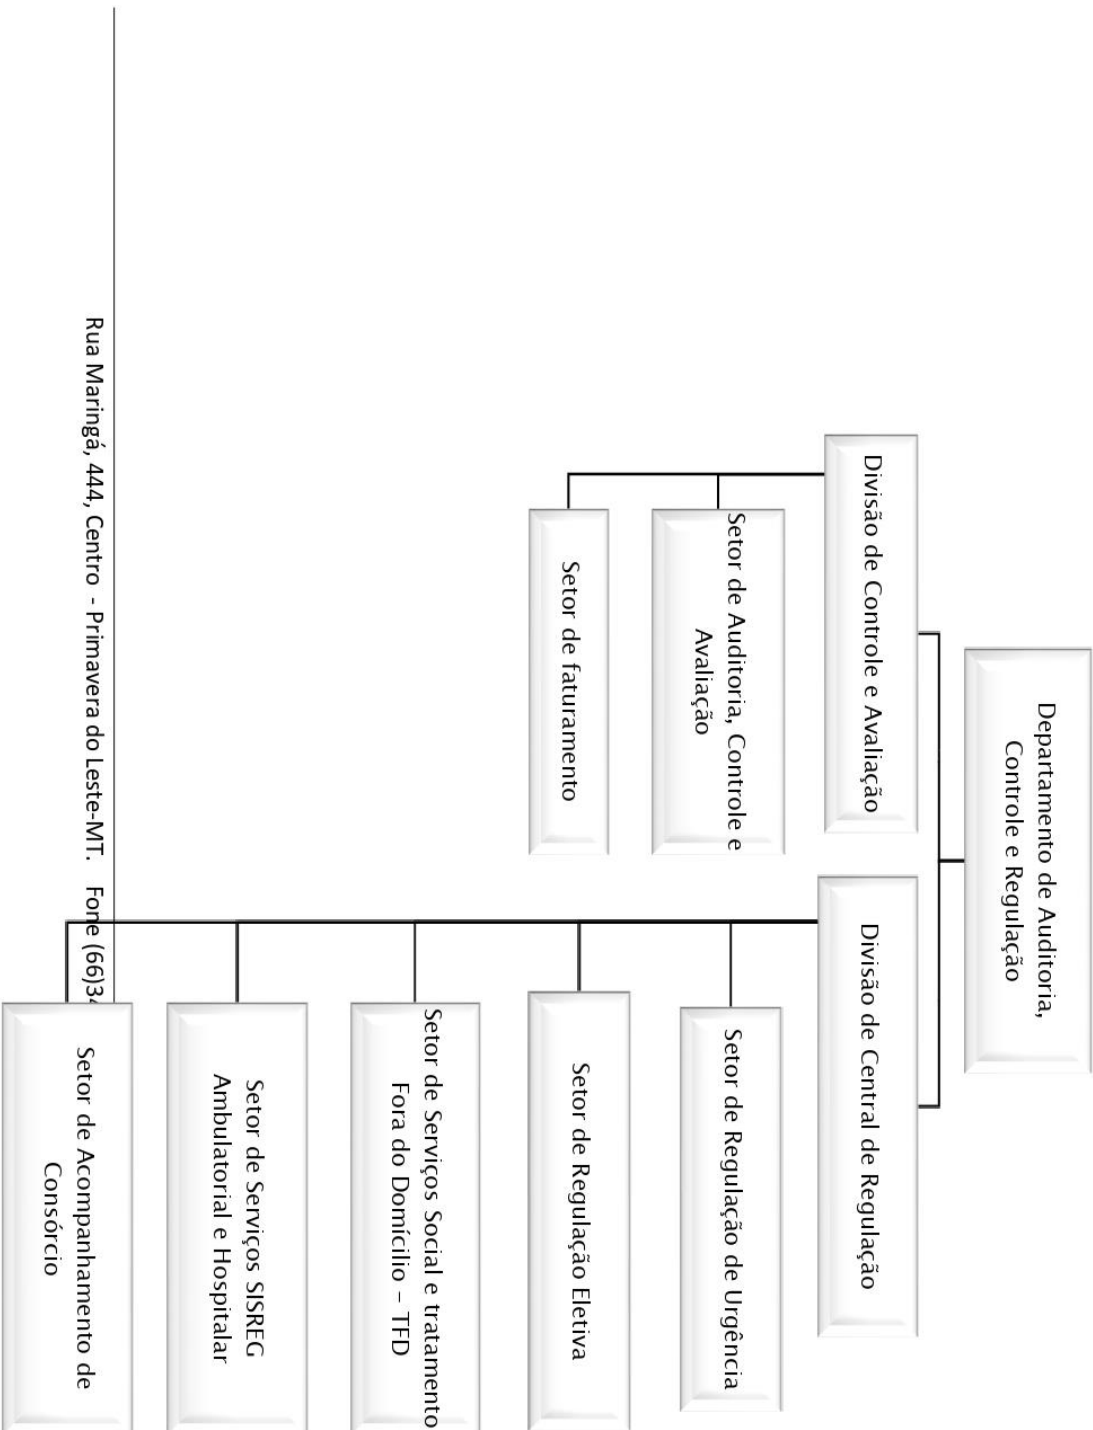 Departamento de Auditoria,
Controle e Regulação
Divisão de Controle e Avaliação
Setor de Auditoria, Controle e
Avaliação
Setor de faturamento
Divisão de Central de Regulação
Setor de Regulação de Urgência
Setor de Regulação Eletiva
Setor de Serviços Social e tratamento
Fora do Domícilio – TFD
Setor de Serviços SISREG
Ambulatorial e Hospitalar
Setor de Acompanhamento de
Consórcio
Rua Maringá, 444, Centro - Primavera do Leste-MT. Fone (66)34